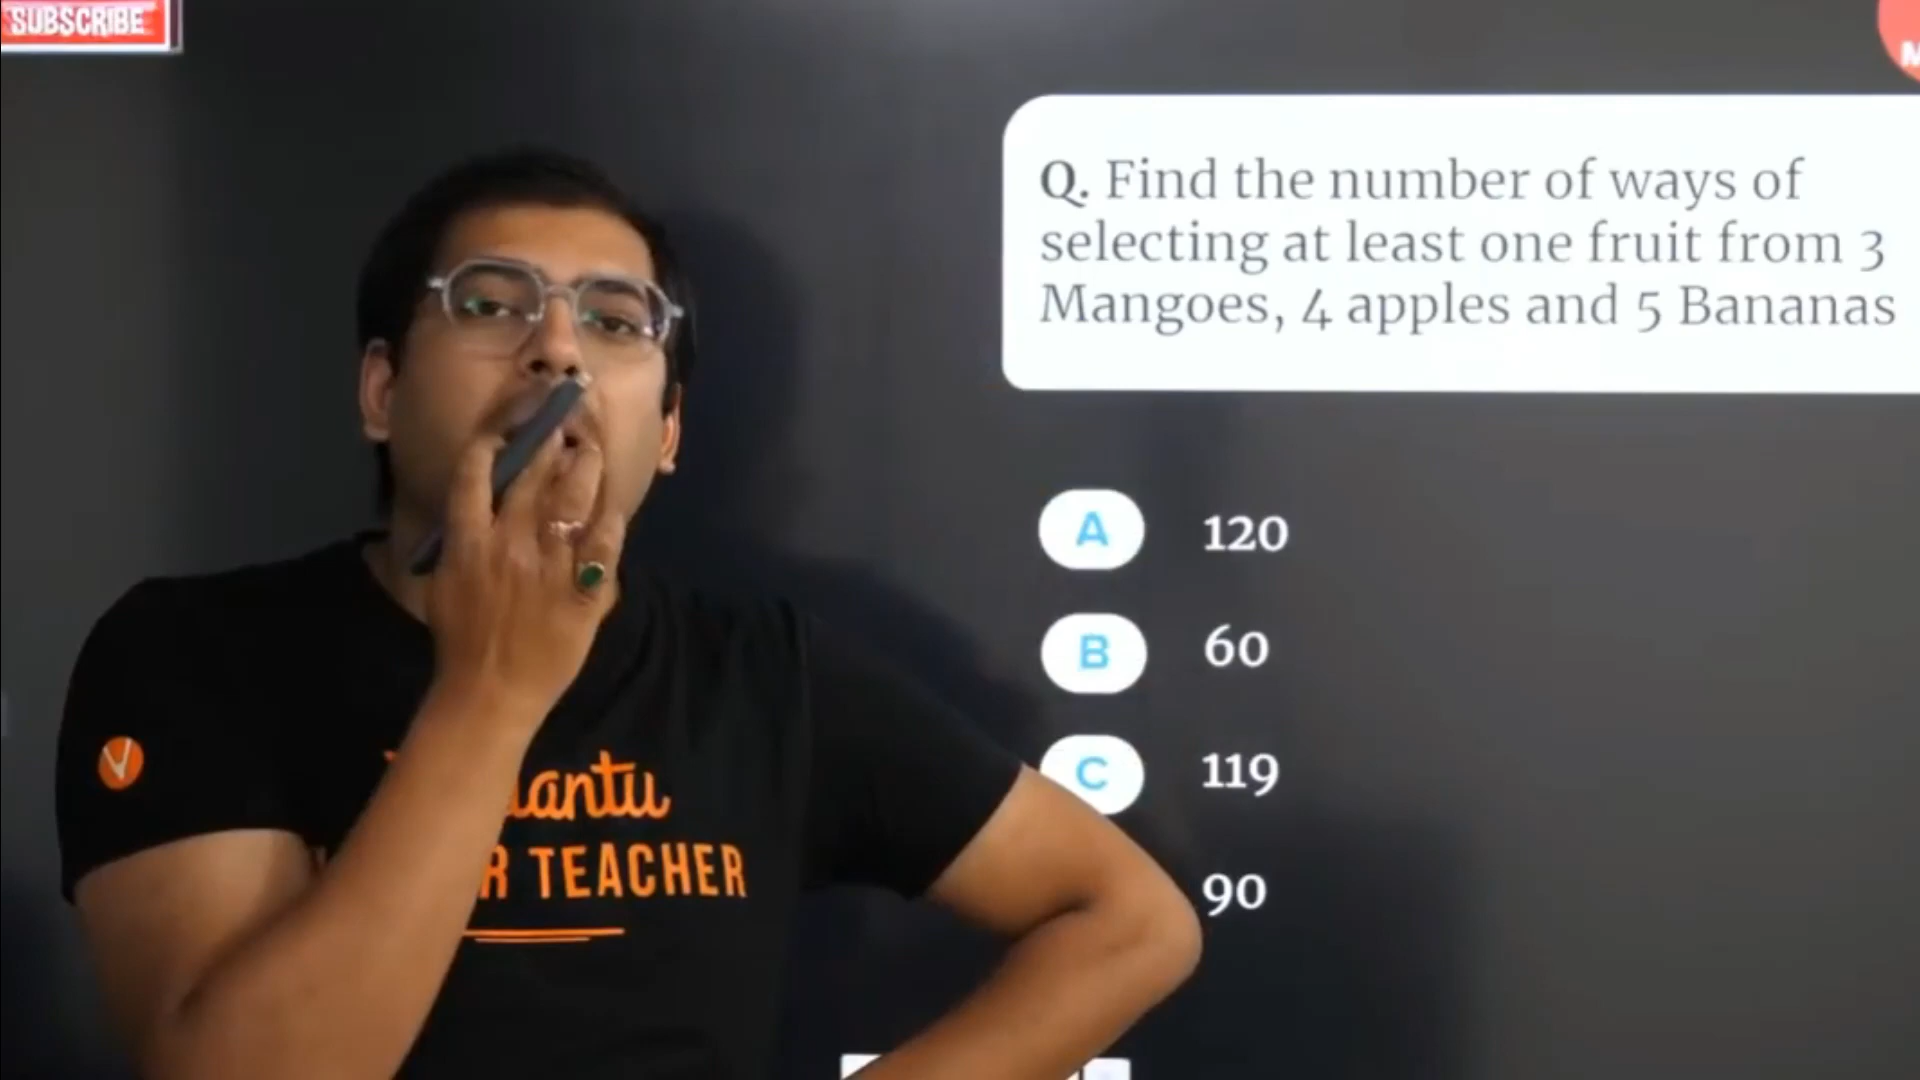 SUBSCRIBE
Q. Find the number of ways of
selecting at least one fruit from 3
Mangoes, 4 apples and 5 Bananas
A 120
B 60
C 119
90
TEACHER